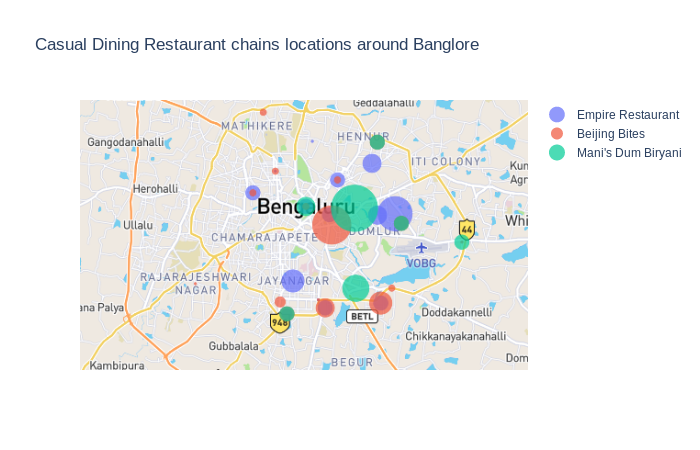 Casual Dining Restaurant chains locations around Banglore
Empire Restaurant
Beijing Bites
Mani's Dum Biryani
Geddalahalli
MATHIKERE
HENNUR
Gangodanahalli
ITI COLONY
Kun
Agr
Herohalli
Bengaluru
Whi
Ullalu
CHAMARAJAPETE
DOMLUR
44
VOBG
RAJARAJESHWARI
NAGAR
JAYANAGAR
ana Palya
BETL
Doddakannelli
948
Chikkanayakanahalli
Gubbalala
Kambipura
BEGUR
Dom